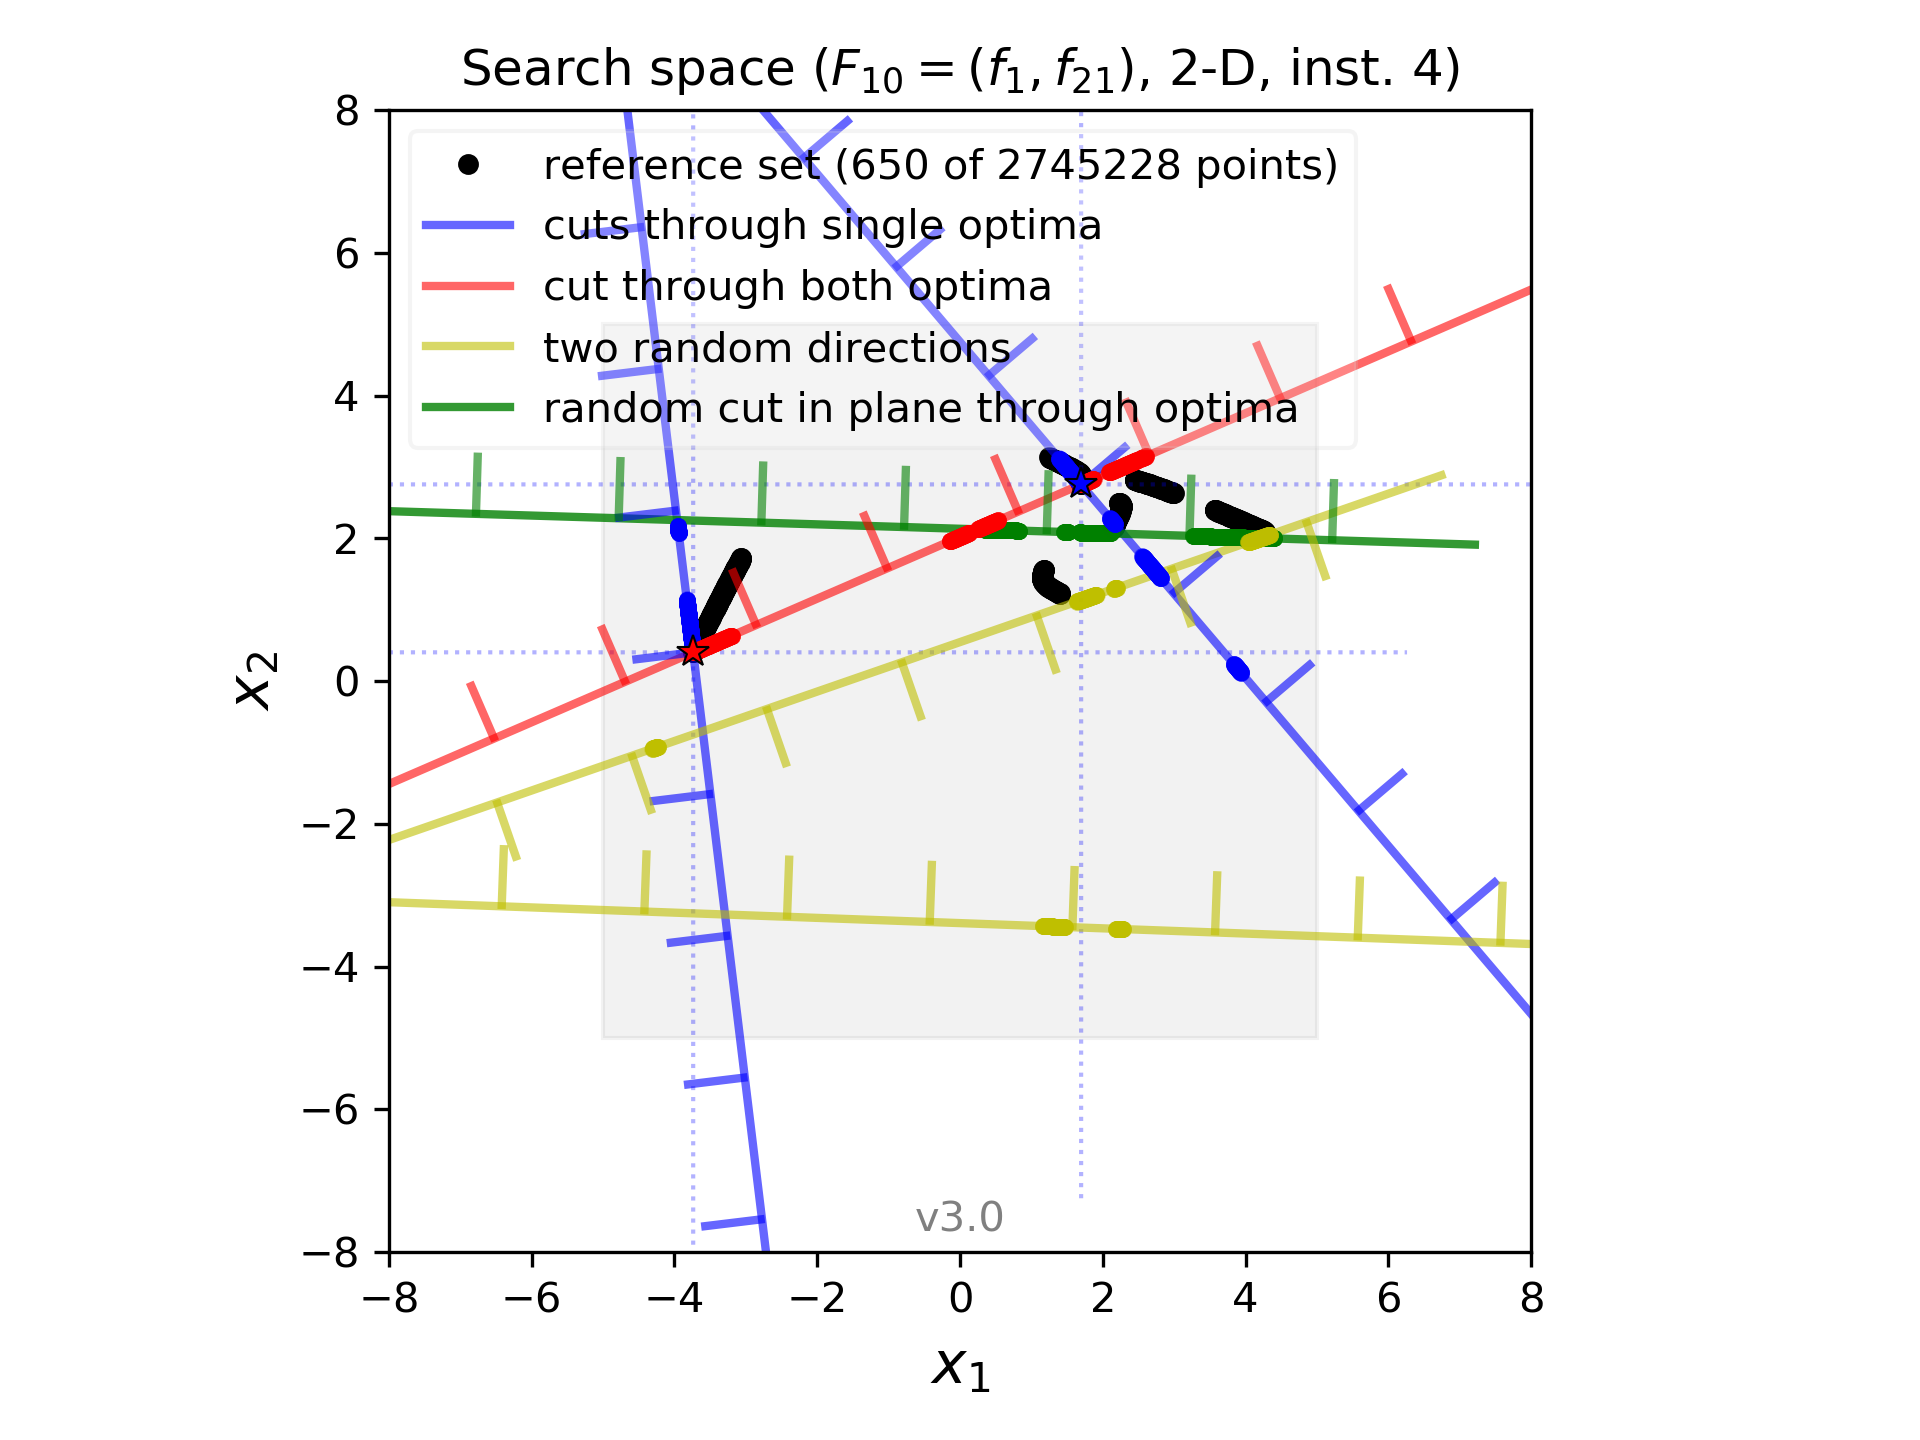 Search space (F₁₀ = (f₁, f₂₁), 2-D, inst. 4)
reference set (650 of 2745228 points)
cuts through single optima
cut through both optima
two random directions
random cut in plane through optima
8
6
4
2
0
−2
−4
−6
−8
x₂
v3.0
−8 −6 −4 −2 0 2 4 6 8
x₁